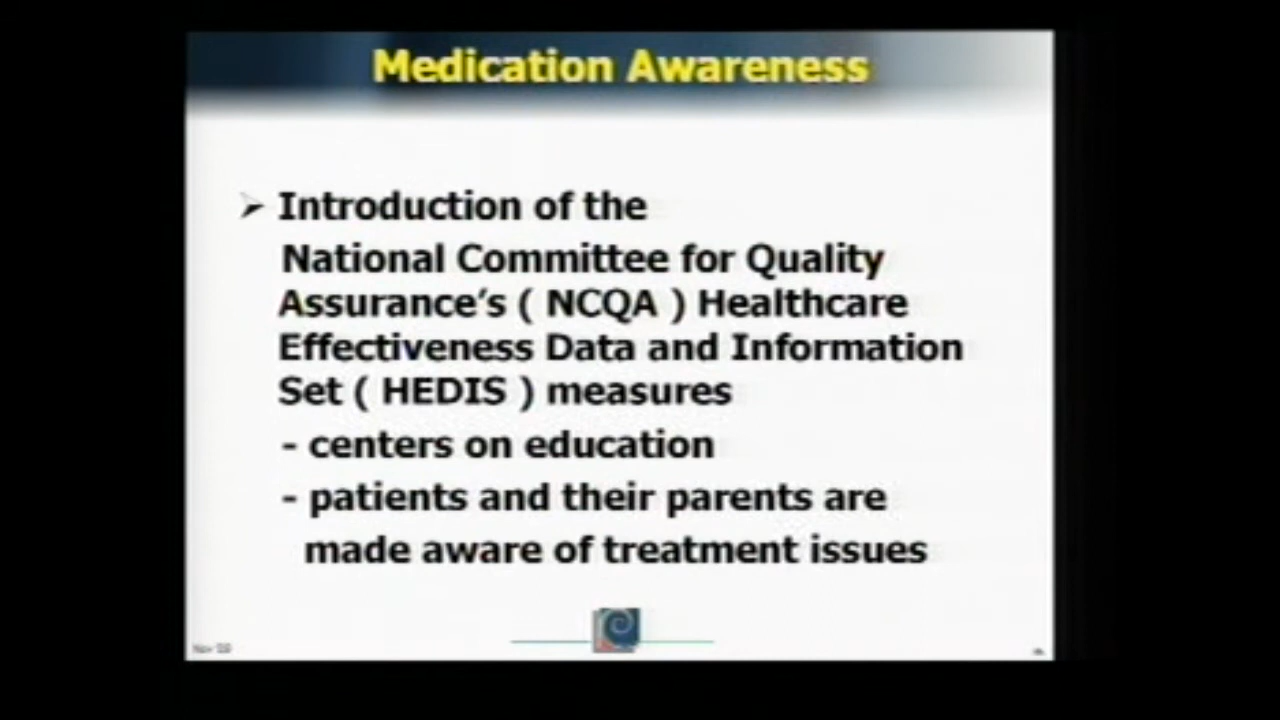 Medication Awareness
➢ Introduction of the
National Committee for Quality
Assurance's ( NCQA ) Healthcare
Effectiveness Data and Information
Set ( HEDIS ) measures
- centers on education
- patients and their parents are
made aware of treatment issues